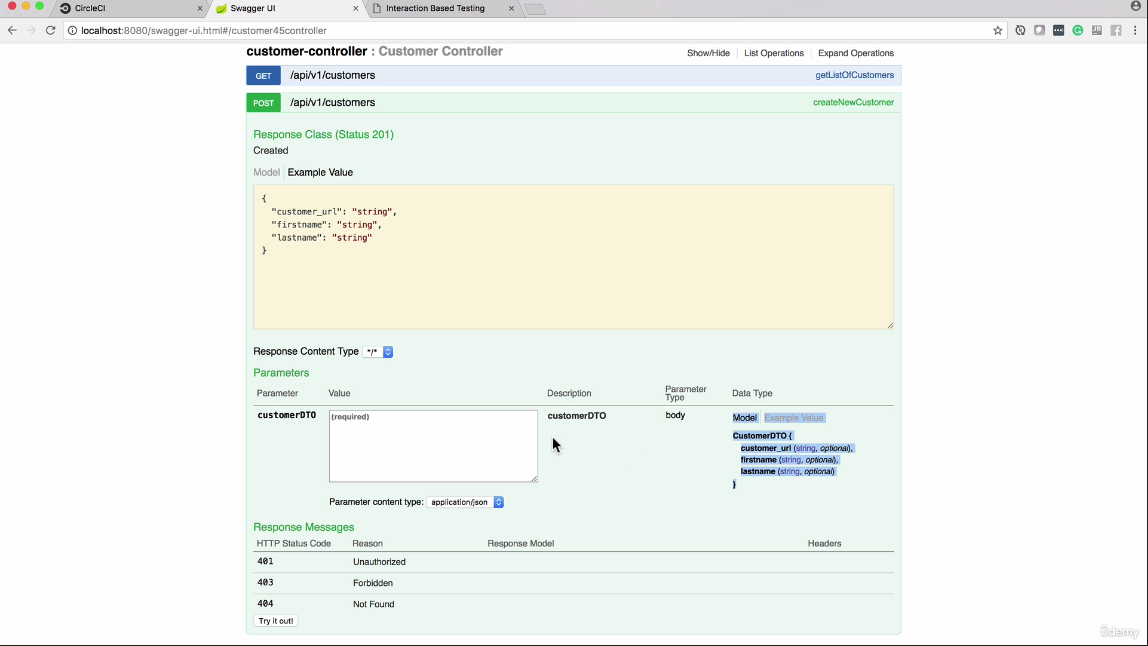 CircleCI × Swagger UI × Interaction Based Testing ×
localhost:8080/swagger-ui.html#/customer45controller
customer-controller : Customer Controller Show/Hide List Operations Expand Operations
GET /api/v1/customers getListOfCustomers
POST /api/v1/customers createNewCustomer
Response Class (Status 201)
Created
Model Example Value
{
"customer_url": "string",
"firstname": "string",
"lastname": "string"
}
Response Content Type */*
Parameters
Parameter Value Description Parameter Type Data Type
customerDTO (required) customerDTO body Model Example Value
CustomerDTO {
customer_url (string, optional),
firstname (string, optional),
lastname (string, optional)
}
Parameter content type: application/json
Response Messages
HTTP Status Code Reason Response Model Headers
401 Unauthorized
403 Forbidden
404 Not Found
Try it out!
ûdemy